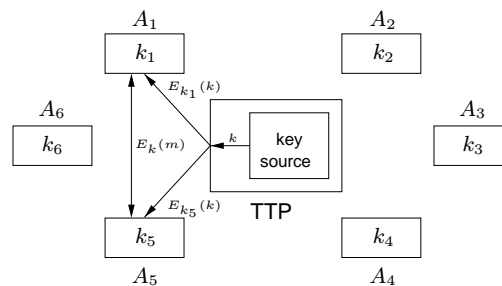 A₁
k₁
A₂
k₂
E_{k₁}(k)
A₆
k₆
E_k(m)
k
key
source
A₃
k₃
E_{k₅}(k)
TTP
k₅
A₅
k₄
A₄